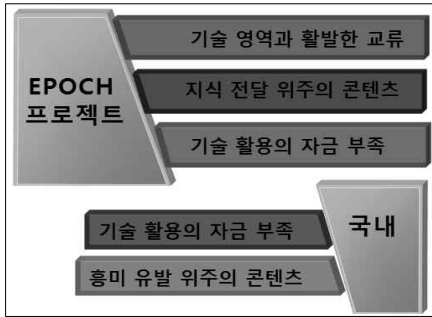 EPOCH
프로젝트
기술 영역과 활발한 교류
지식 전달 위주의 콘텐츠
기술 활용의 자금 부족
국내
기술 활용의 자금 부족
흥미 유발 위주의 콘텐츠